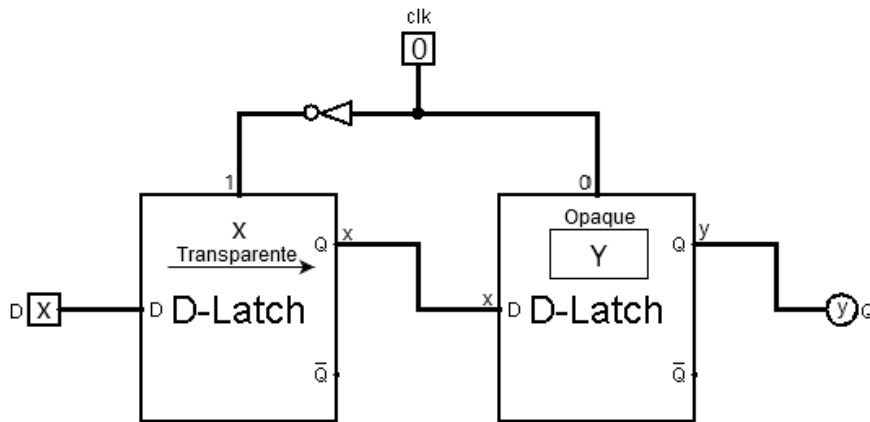 clk
0
1
0
X
Transparente
Q
x
Opaque
Y
Q
y
D
X
D
D-Latch
x
D
D-Latch
y
Q
Q
Q